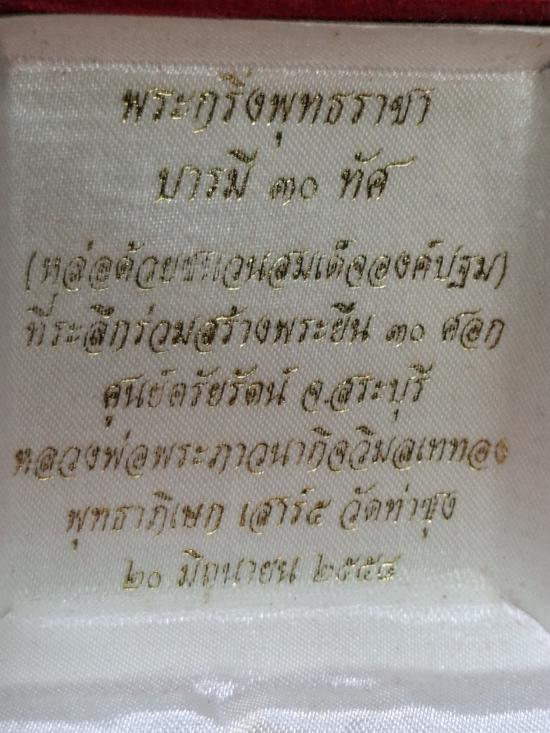 พระกริ่งพุทธราชา
บารมี ๓๐ ทัศ
(หล่อด้วยชนวนสมเด็จองค์ปฐม)
ที่ระลึกร่วมสร้างพระยืน ๓๐ ศอก
ศูนย์ศรัยรัตน์ จ.สระบุรี
หลวงพ่อพระภาวนากิจวิมลเททอง
พุทธาภิเษก เสาร์๕ วัดท่าซุง
๒๐ มิถุนายน ๒๕๕๘